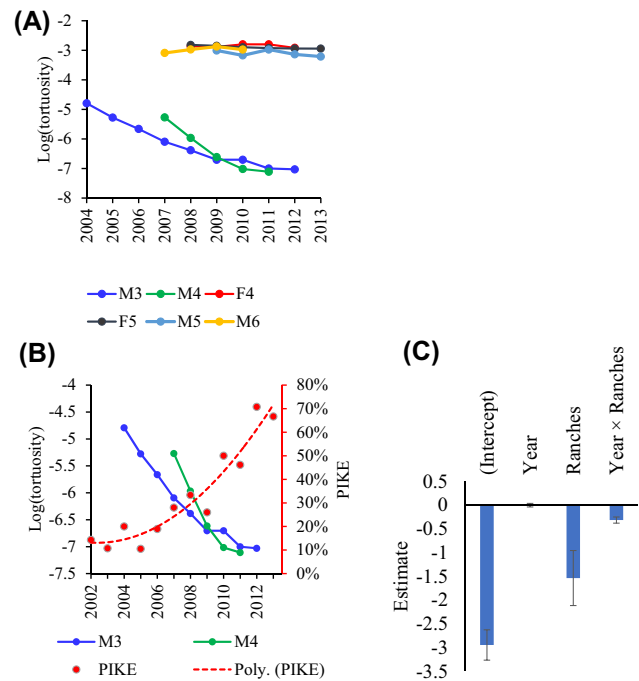 (A)
Log(tortuosity)
-2
-3
-4
-5
-6
-7
-8
2004 2005 2006 2007 2008 2009 2010 2011 2012 2013
M3 M4 F4
F5 M5 M6
(B)
Log(tortuosity)
-4
-4.5
-5
-5.5
-6
-6.5
-7
-7.5
80%
70%
60%
50%
40%
30%
20%
10%
0%
PIKE
2002 2004 2006 2008 2010 2012
M3 M4
PIKE Poly. (PIKE)
(C)
(Intercept)
Year
Ranches
Year × Ranches
Estimate
0.5
0
-0.5
-1
-1.5
-2
-2.5
-3
-3.5